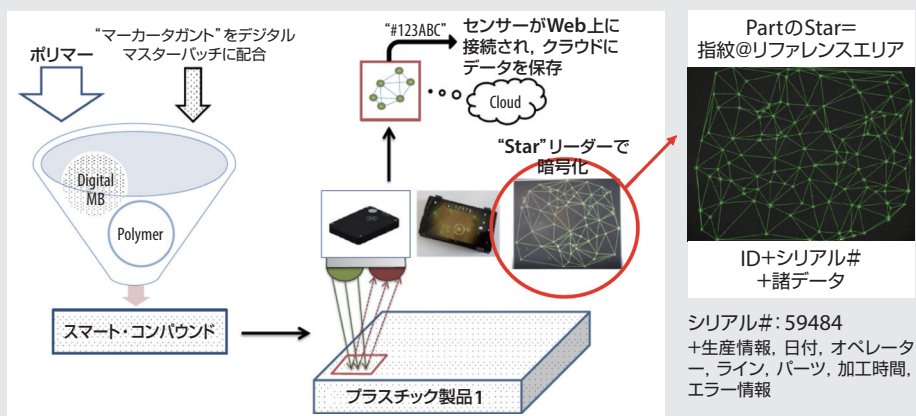 ポリマー
“マーカータガント”をデジタル
マスターバッチに配合
Digital
MB
Polymer
スマート・コンパウンド
“#123ABC”
センサーがWeb上に
接続され, クラウドに
データを保存
Cloud
“Star”リーダーで
暗号化
プラスチック製品1
PartのStar=
指紋@リファレンスエリア
ID+シリアル#
+諸データ
シリアル#：59484
+生産情報, 日付, オペレータ
ー, ライン, パーツ, 加工時間,
エラー情報